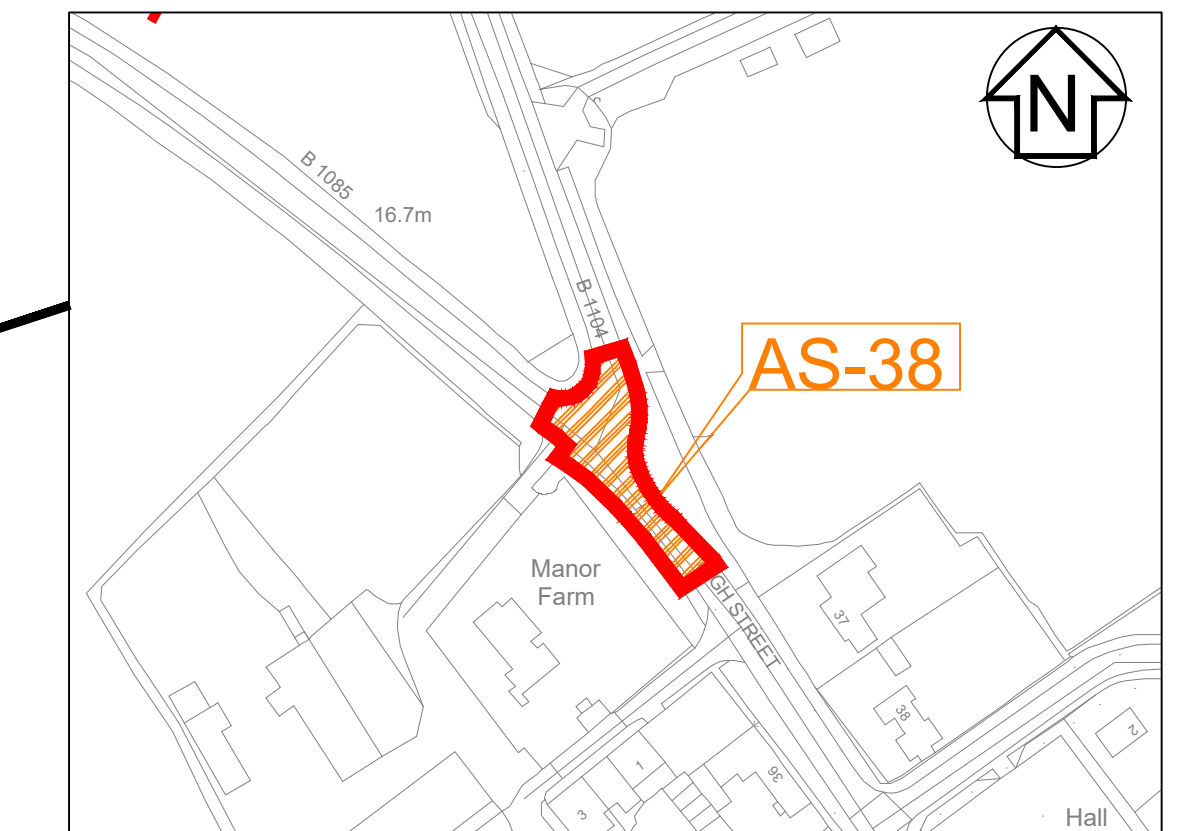 N
B 1085
16.7m
B 1104
AS-38
Manor
Farm
GH STREET
37
38
36
1
3
2
Hall